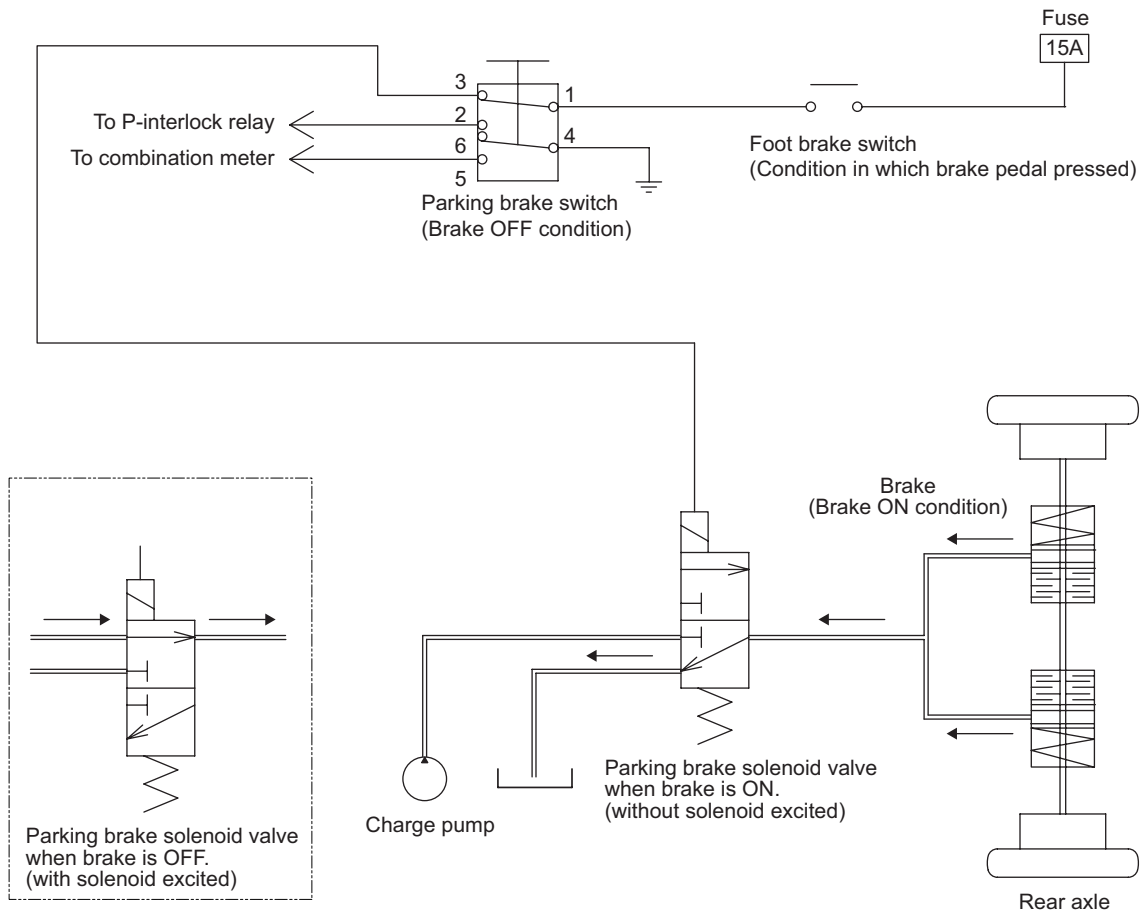 Fuse
15A
3
1
To P-interlock relay
2
4
To combination meter
6
5
Foot brake switch
(Condition in which brake pedal pressed)
Parking brake switch
(Brake OFF condition)
Brake
(Brake ON condition)
Parking brake solenoid valve
when brake is ON.
(without solenoid excited)
Charge pump
Parking brake solenoid valve
when brake is OFF.
(with solenoid excited)
Rear axle